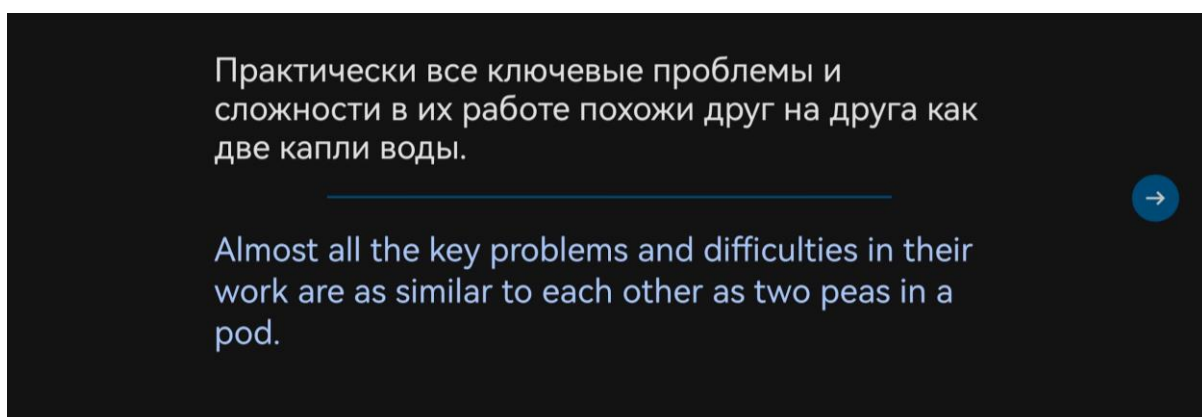 Практически все ключевые проблемы и
сложности в их работе похожи друг на друга как
две капли воды.
Almost all the key problems and difficulties in their
work are as similar to each other as two peas in a
pod.